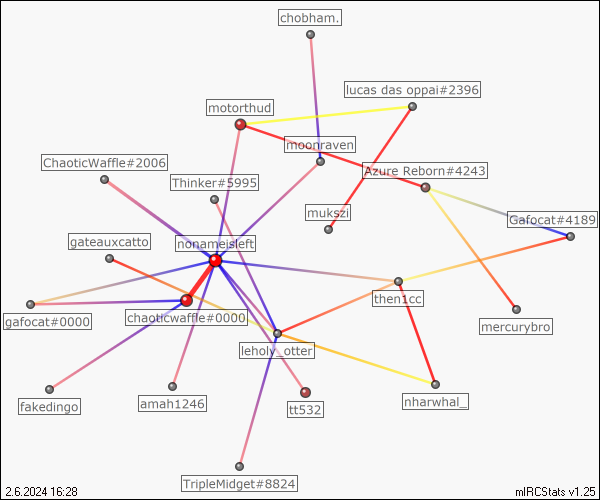 chobham.
lucas das oppai#2396
motorthud
moonraven
ChaoticWaffle#2006
Azure Reborn#4243
Thinker#5995
mukszi
Gafocat#4189
gateauxcatto
nonameisleft
then1cc
gafocat#0000
chaoticwaffle#0000
mercurybro
leholy_otter
fakedingo
amah1246
tt532
nharwhal_
TripleMidget#8824
2.6.2024 16:28
mIRCStats v1.25